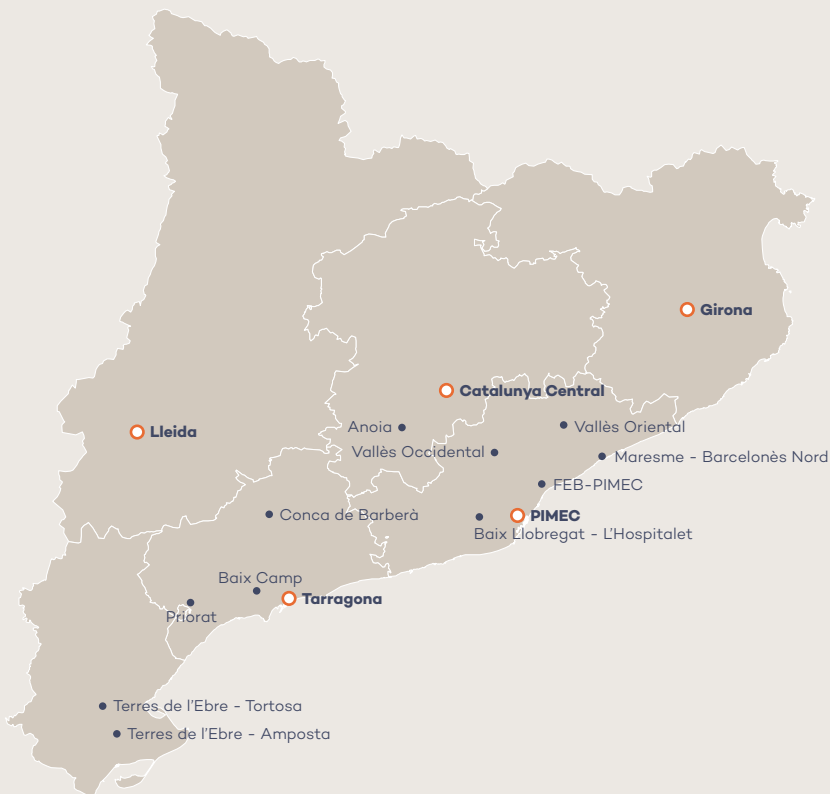 Girona
Catalunya Central
Anoia
Vallès Oriental
Lleida
Vallès Occidental
Maresme - Barcelonès Nord
FEB-PIMEC
Conca de Barberà
PIMEC
Baix Llobregat - L'Hospitalet
Baix Camp
Tarragona
Priorat
Terres de l'Ebre - Tortosa
Terres de l'Ebre - Amposta